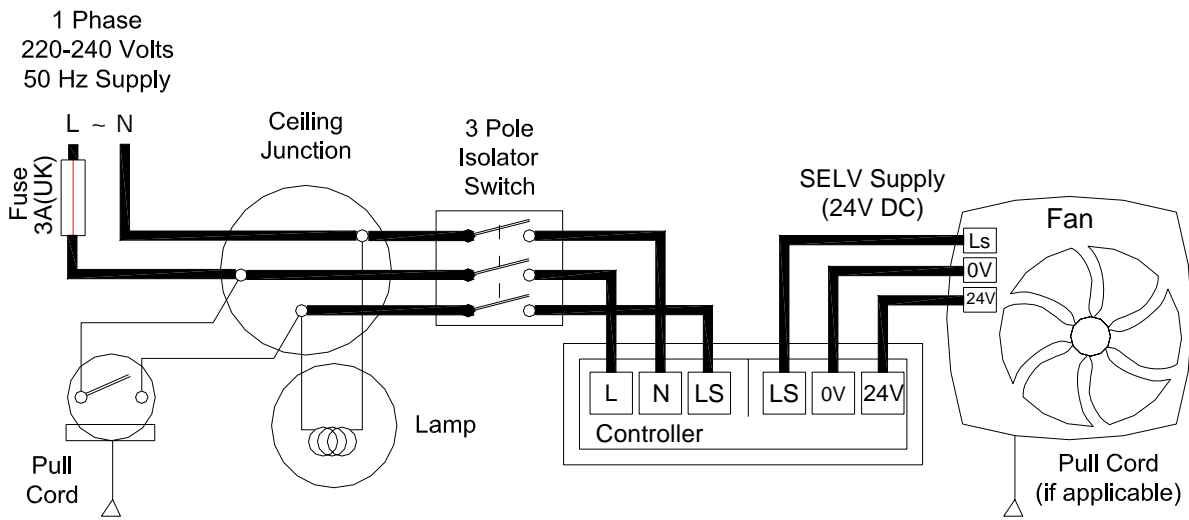 1 Phase
220-240 Volts
50 Hz Supply
L ~ N
Fuse
3A(UK)
Ceiling
Junction
3 Pole
Isolator
Switch
SELV Supply
(24V DC)
Fan
Ls
0V
24V
L N LS LS 0V 24V
Controller
Lamp
Pull
Cord
Pull Cord
(if applicable)